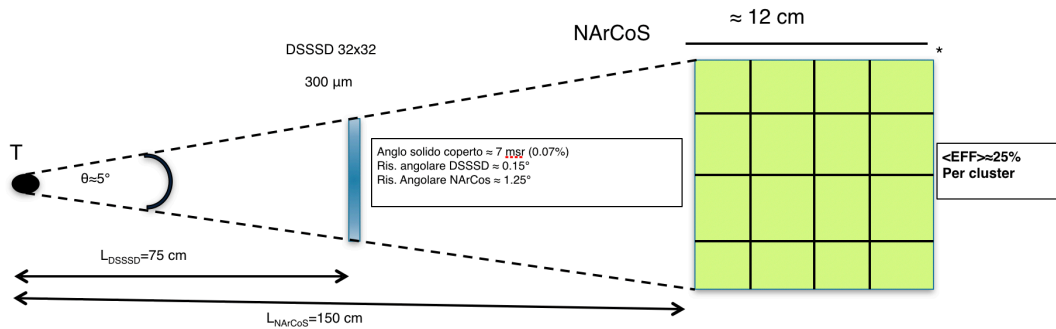 ≈ 12 cm
NArCoS
*
DSSSD 32x32
300 μm
T
θ≈5°
Anglo solido coperto ≈ 7 msr (0.07%)
Ris. angolare DSSSD ≈ 0.15°
Ris. Angolare NArCos ≈ 1.25°
<EFF>≈25%
Per cluster
LDSSSD=75 cm
LNArCoS=150 cm